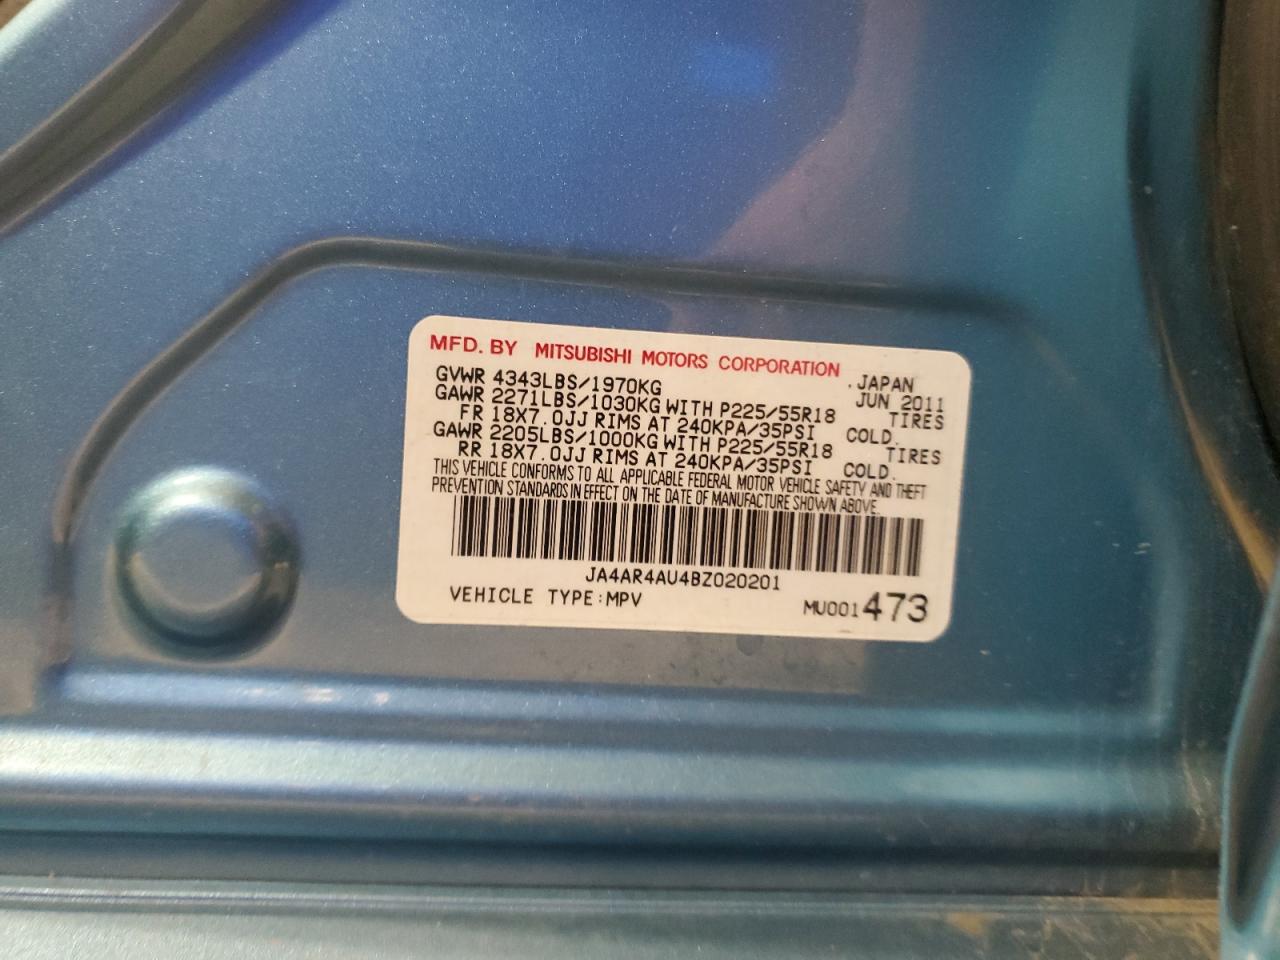 MFD. BY MITSUBISHI MOTORS CORPORATION . JAPAN
GVWR 4343LBS/1970KG JUN 2011
GAWR 2271LBS/1030KG WITH P225/55R18 TIRES
FR 18X7.0JJ RIMS AT 240KPA/35PSI COLD.
GAWR 2205LBS/1000KG WITH P225/55R18 TIRES
RR 18X7.0JJ RIMS AT 240KPA/35PSI COLD.
THIS VEHICLE CONFORMS TO ALL APPLICABLE FEDERAL MOTOR VEHICLE SAFETY AND THEFT
PREVENTION STANDARDS IN EFFECT ON THE DATE OF MANUFACTURE SHOWN ABOVE.
JA4AR4AU4BZ020201
VEHICLE TYPE:MPV MU001473